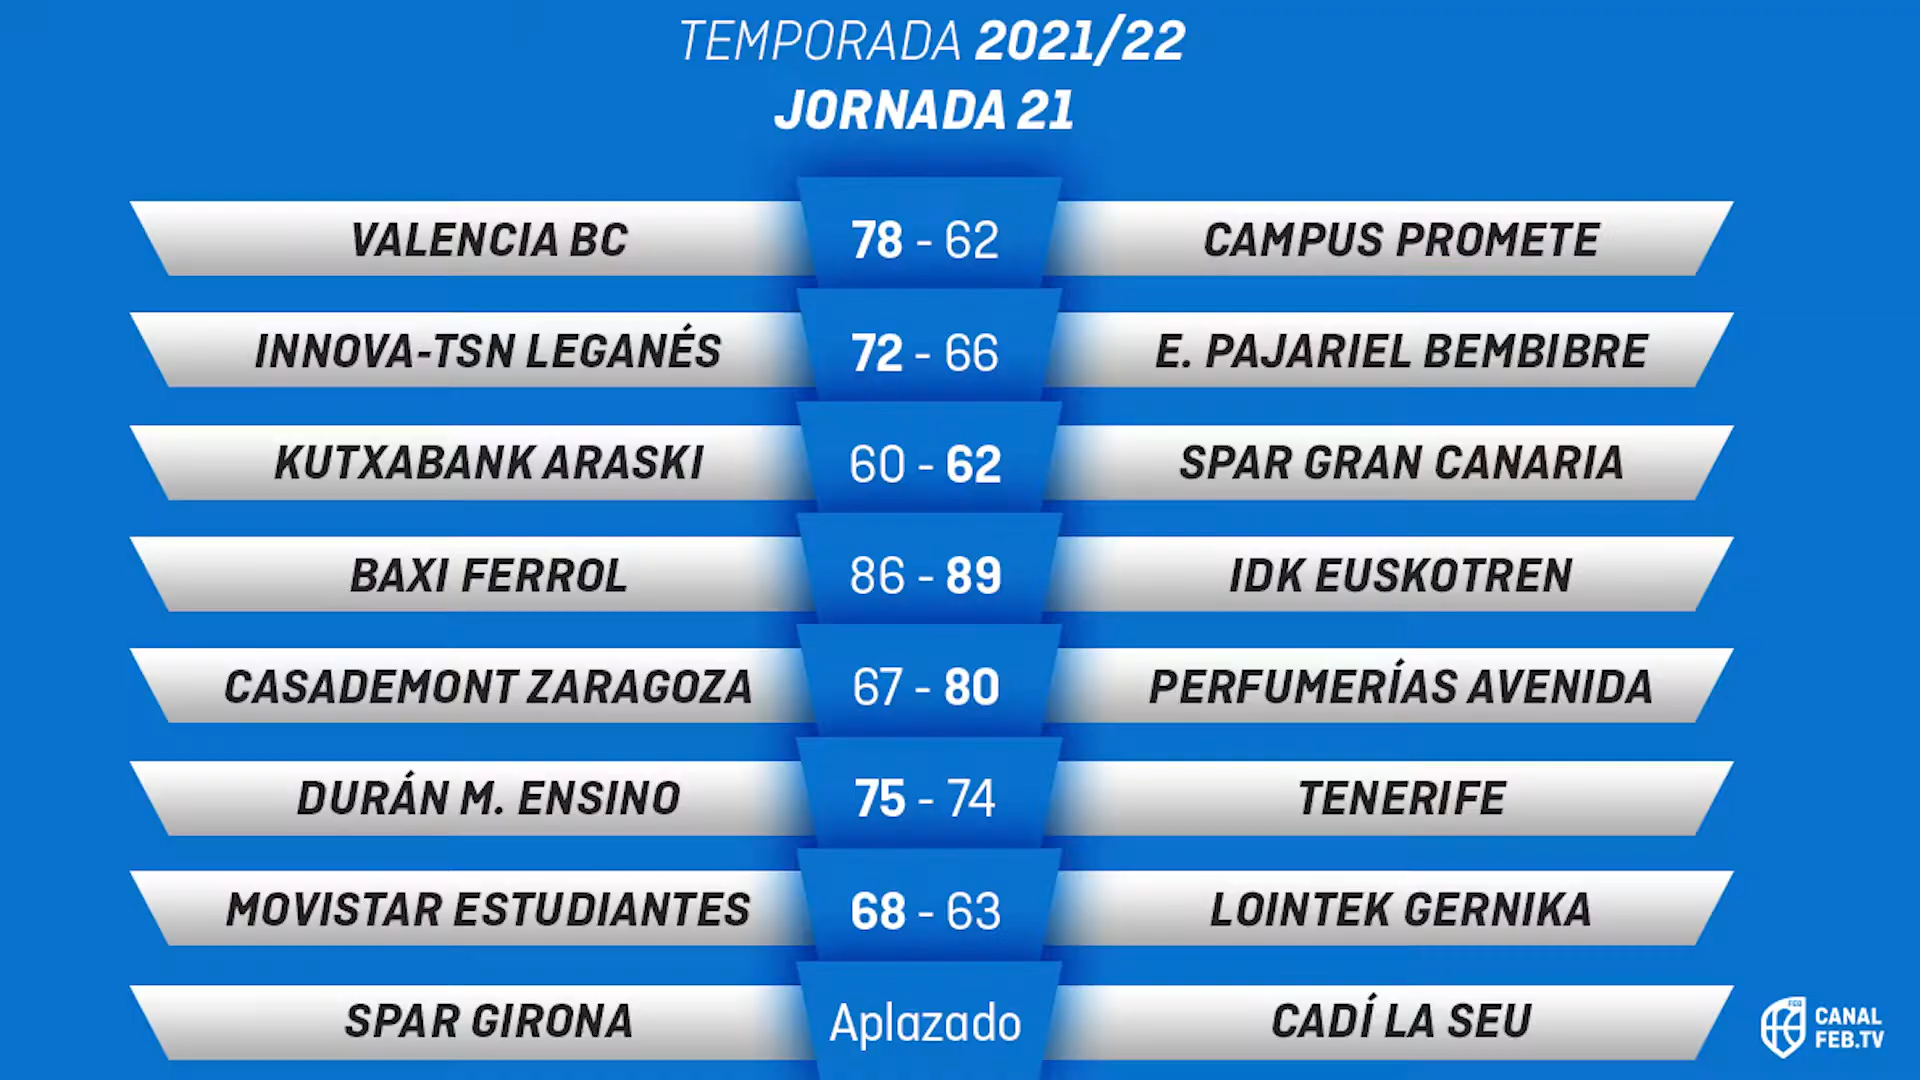 TEMPORADA 2021/22
JORNADA 21
VALENCIA BC 78 - 62 CAMPUS PROMETE
INNOVA-TSN LEGANÉS 72 - 66 E. PAJARIEL BEMBIBRE
KUTXABANK ARASKI 60 - 62 SPAR GRAN CANARIA
BAXI FERROL 86 - 89 IDK EUSKOTREN
CASADEMONT ZARAGOZA 67 - 80 PERFUMERÍAS AVENIDA
DURÁN M. ENSINO 75 - 74 TENERIFE
MOVISTAR ESTUDIANTES 68 - 63 LOINTEK GERNIKA
SPAR GIRONA Aplazado CADÍ LA SEU
FEB
CANAL
FEB.TV